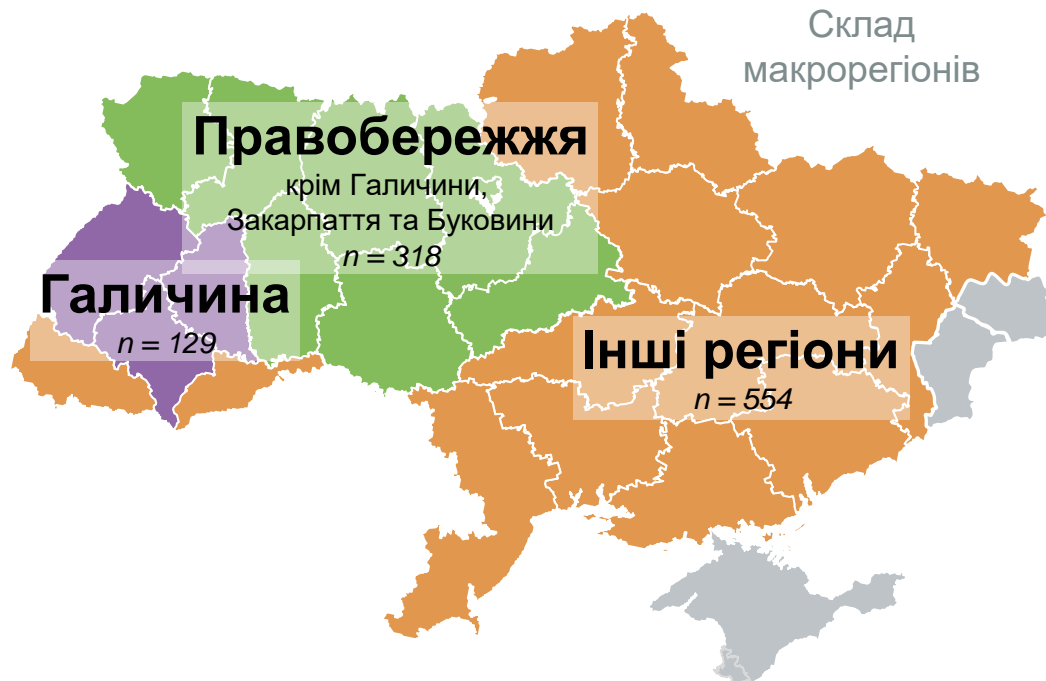 Склад
макрорегіонів
Правобережжя
крім Галичини,
Закарпаття та Буковини
n = 318
Галичина
n = 129
Інші регіони
n = 554